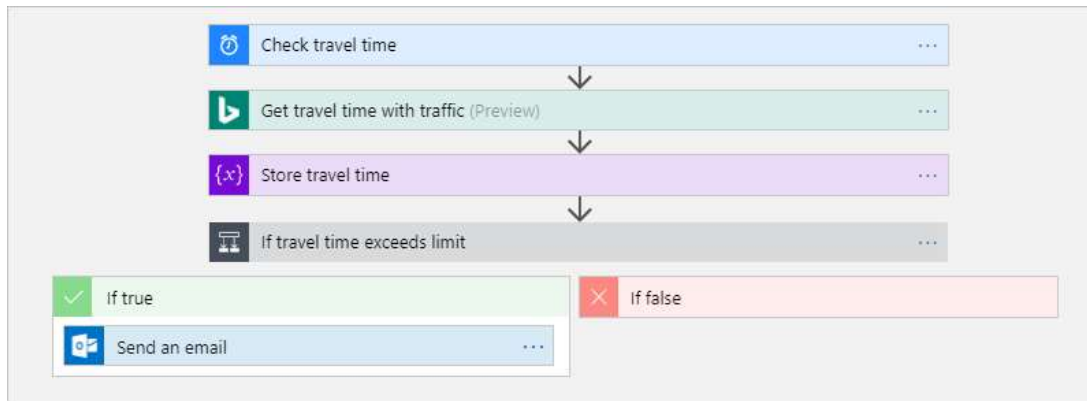 Check travel time
Get travel time with traffic (Preview)
{x} Store travel time
If travel time exceeds limit
If true
If false
Send an email